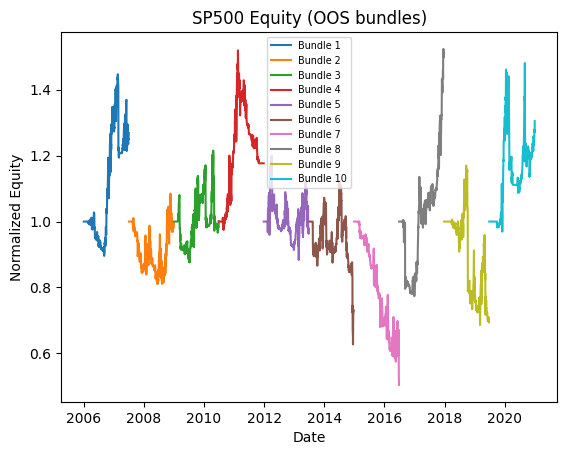 SP500 Equity (OOS bundles)
Normalized Equity
1.4
1.2
1.0
0.8
0.6
Bundle 1
Bundle 2
Bundle 3
Bundle 4
Bundle 5
Bundle 6
Bundle 7
Bundle 8
Bundle 9
Bundle 10
2006 2008 2010 2012 2014 2016 2018 2020
Date